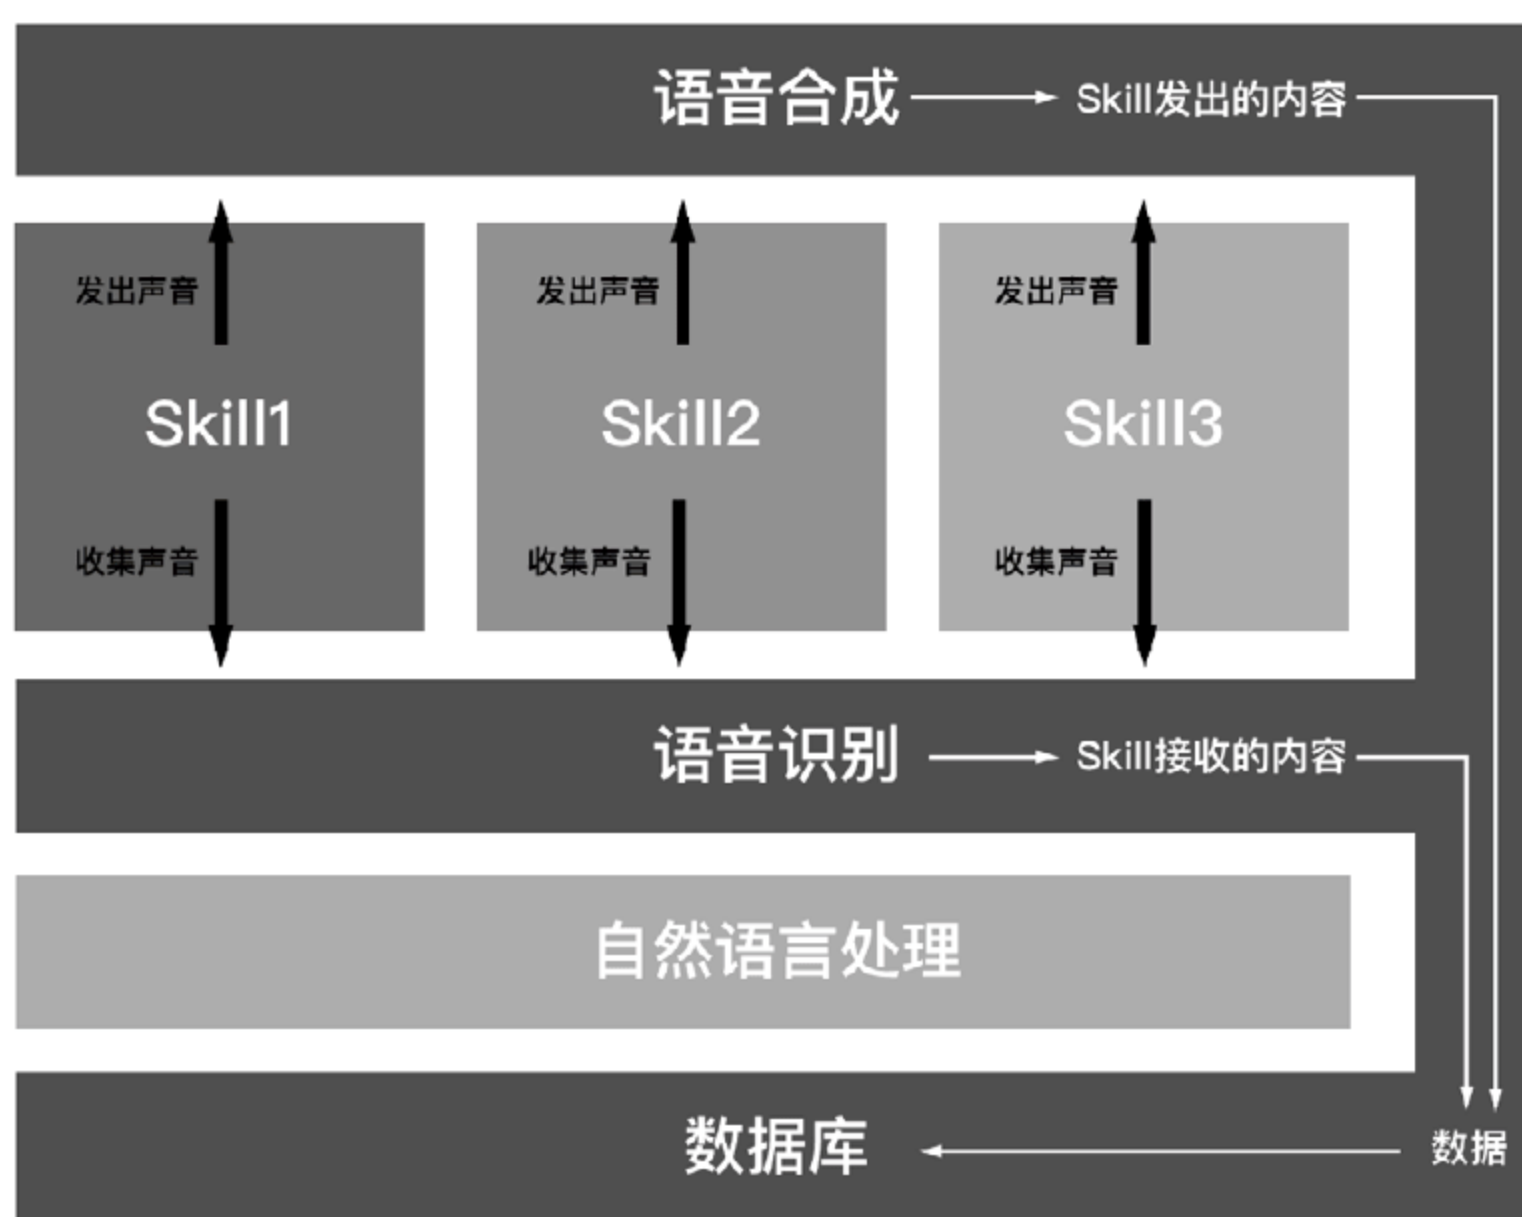 语音合成
Skill发出的内容
发出声音
发出声音
发出声音
Skill1
Skill2
Skill3
收集声音
收集声音
收集声音
语音识别
Skill接收的内容
自然语言处理
数据库
数据